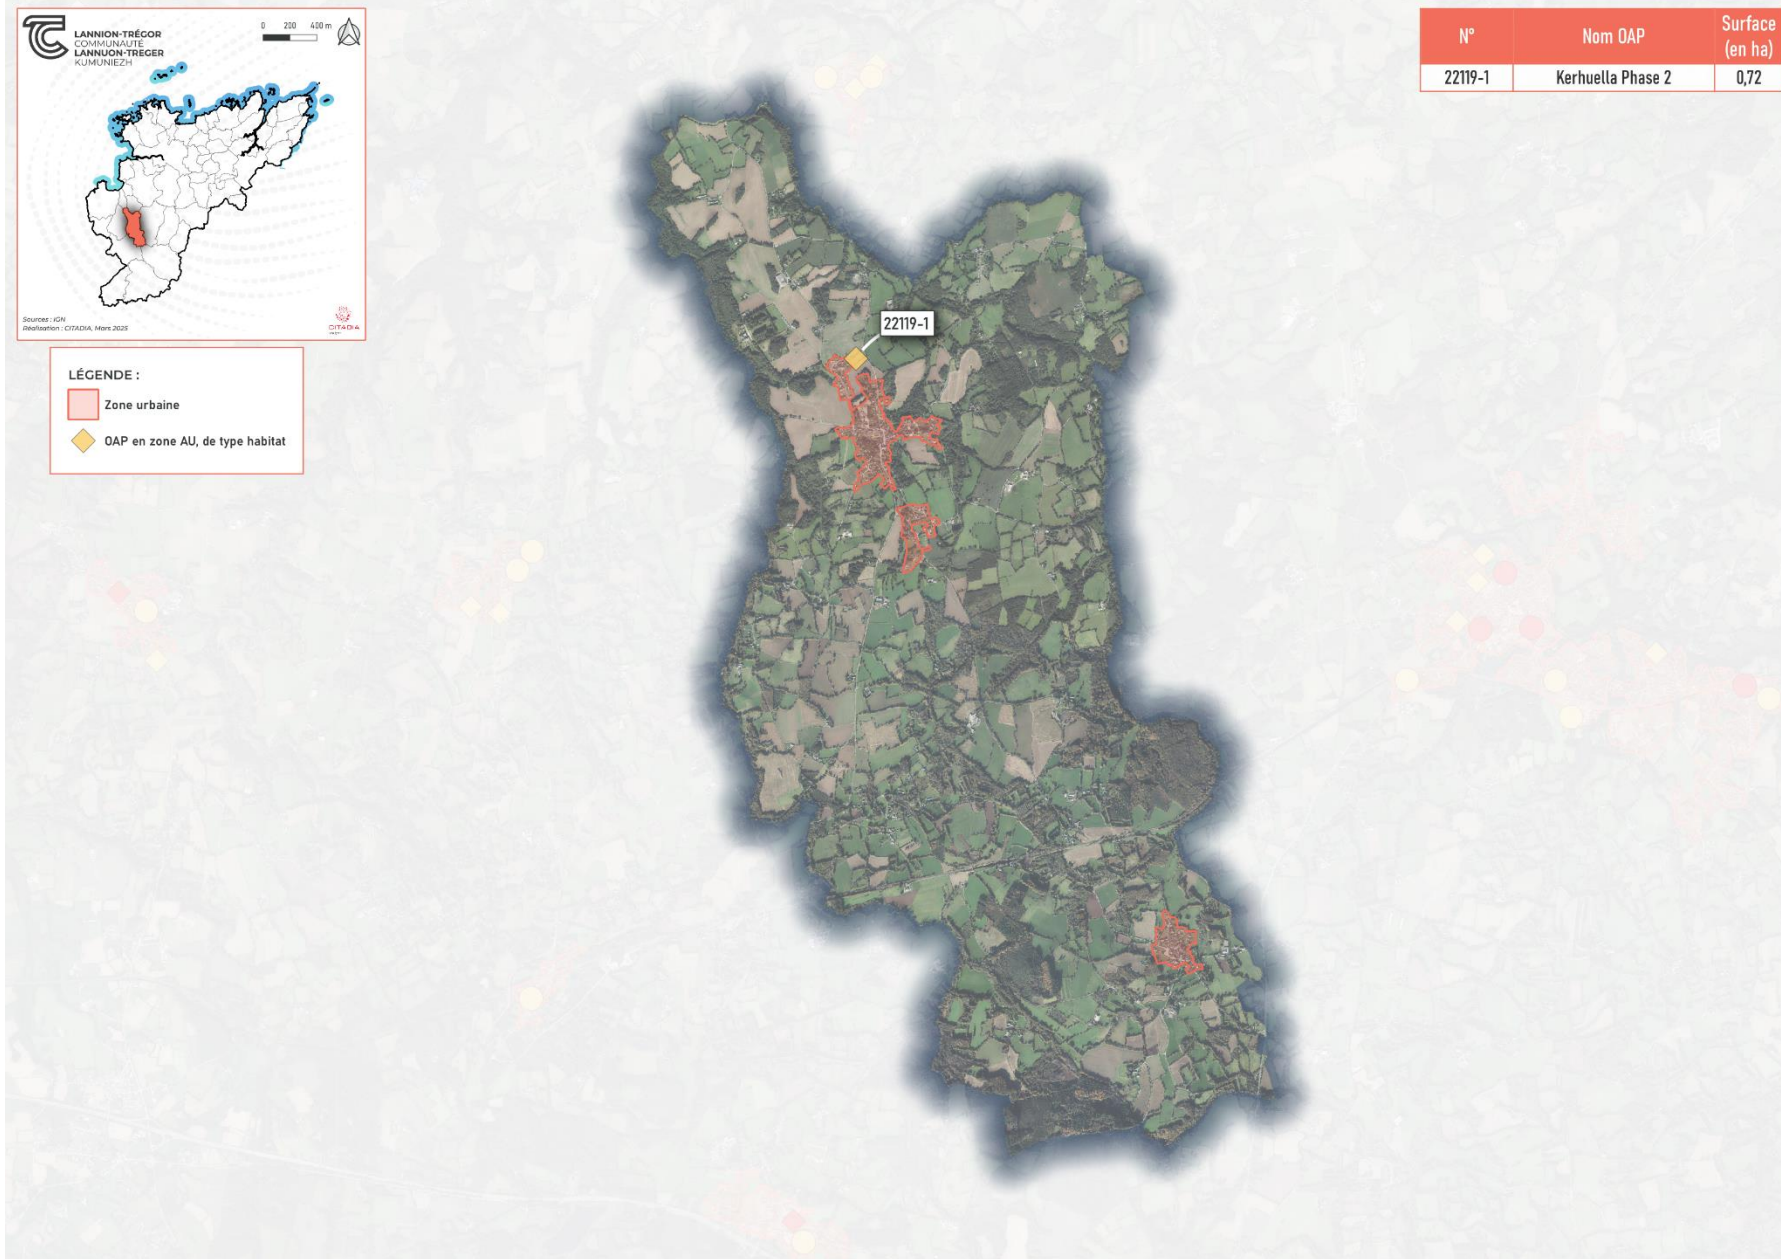 LANNION-TRÉGOR
COMMUNAUTÉ
LANNUON-TREGER
KUMUNIEZH
0 200 400 m
Sources : IGN
Réalisation : CITADIA, Mars 2025
CITADIA
LÉGENDE :
Zone urbaine
OAP en zone AU, de type habitat
N° Nom OAP Surface (en ha)
22119-1 Kerhuella Phase 2 0,72
22119-1